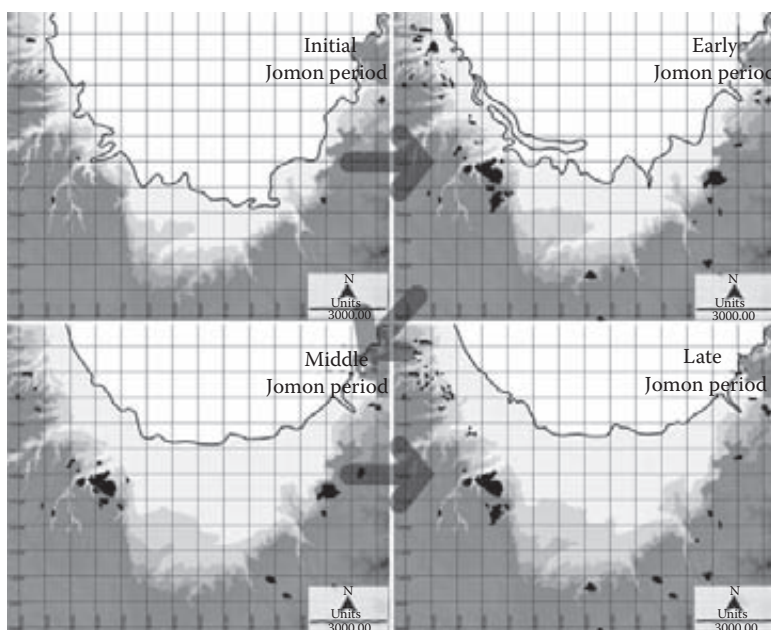 Initial
Jomon period
N
Units
3000.00
Early
Jomon period
N
Units
3000.00
Middle
Jomon period
N
Units
3000.00
Late
Jomon period
N
Units
3000.00